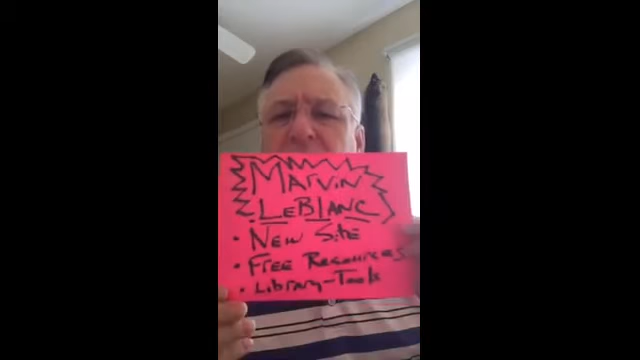 Marvin
LeBlanc
• New Site
• Free Resources
• Library-Tools